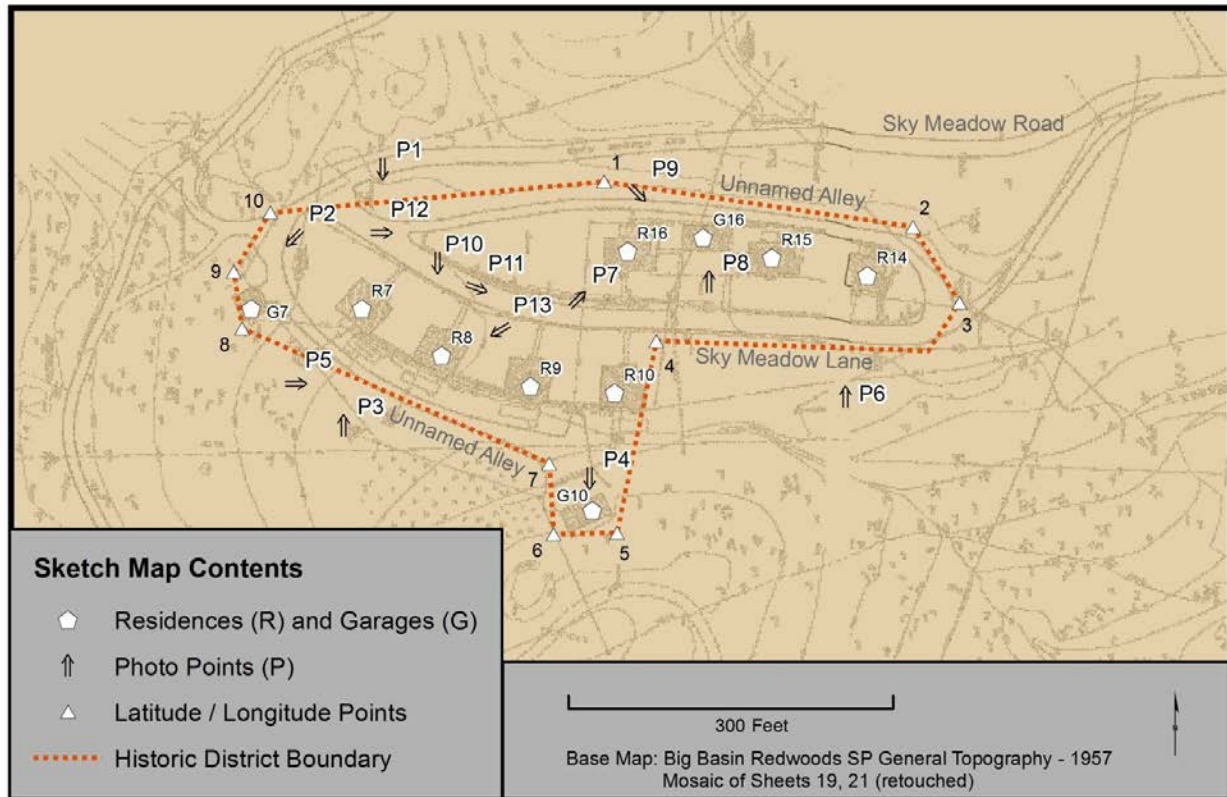 Sky Meadow Road
P1
1
P9
Unnamed Alley
10
P2
P12
2
R16
G16
R15
R14
P10
P11
P7
P8
9
G7
R7
P13
3
8
R8
4
Sky Meadow Lane
P5
R9
R10
P6
P3
Unnamed Alley
7
P4
G10
6
5
Sketch Map Contents
Residences (R) and Garages (G)
Photo Points (P)
Latitude / Longitude Points
Historic District Boundary
300 Feet
Base Map: Big Basin Redwoods SP General Topography - 1957
Mosaic of Sheets 19, 21 (retouched)